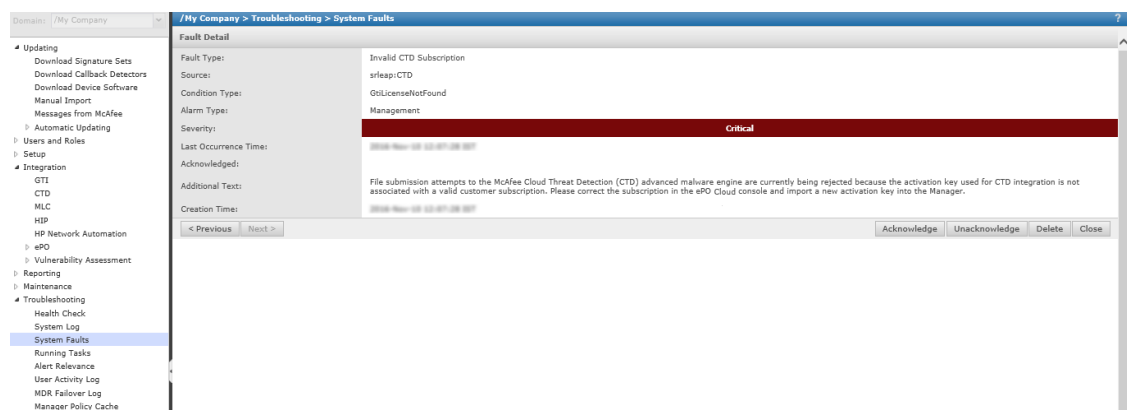 Domain: /My Company
/My Company > Troubleshooting > System Faults
?
Fault Detail
Updating
Download Signature Sets
Download Callback Detectors
Download Device Software
Manual Import
Messages from McAfee
Automatic Updating
Users and Roles
Setup
Integration
GTI
CTD
MLC
HIP
HP Network Automation
ePO
Vulnerability Assessment
Reporting
Maintenance
Troubleshooting
Health Check
System Log
System Faults
Running Tasks
Alert Relevance
User Activity Log
MDR Failover Log
Manager Policy Cache
Fault Type: Invalid CTD Subscription
Source: srleap:CTD
Condition Type: GtiLicenseNotFound
Alarm Type: Management
Severity: Critical
Last Occurrence Time:
Acknowledged:
Additional Text: File submission attempts to the McAfee Cloud Threat Detection (CTD) advanced malware engine are currently being rejected because the activation key used for CTD integration is not
associated with a valid customer subscription. Please correct the subscription in the ePO Cloud console and import a new activation key into the Manager.
Creation Time:
< Previous Next > Acknowledge Unacknowledge Delete Close